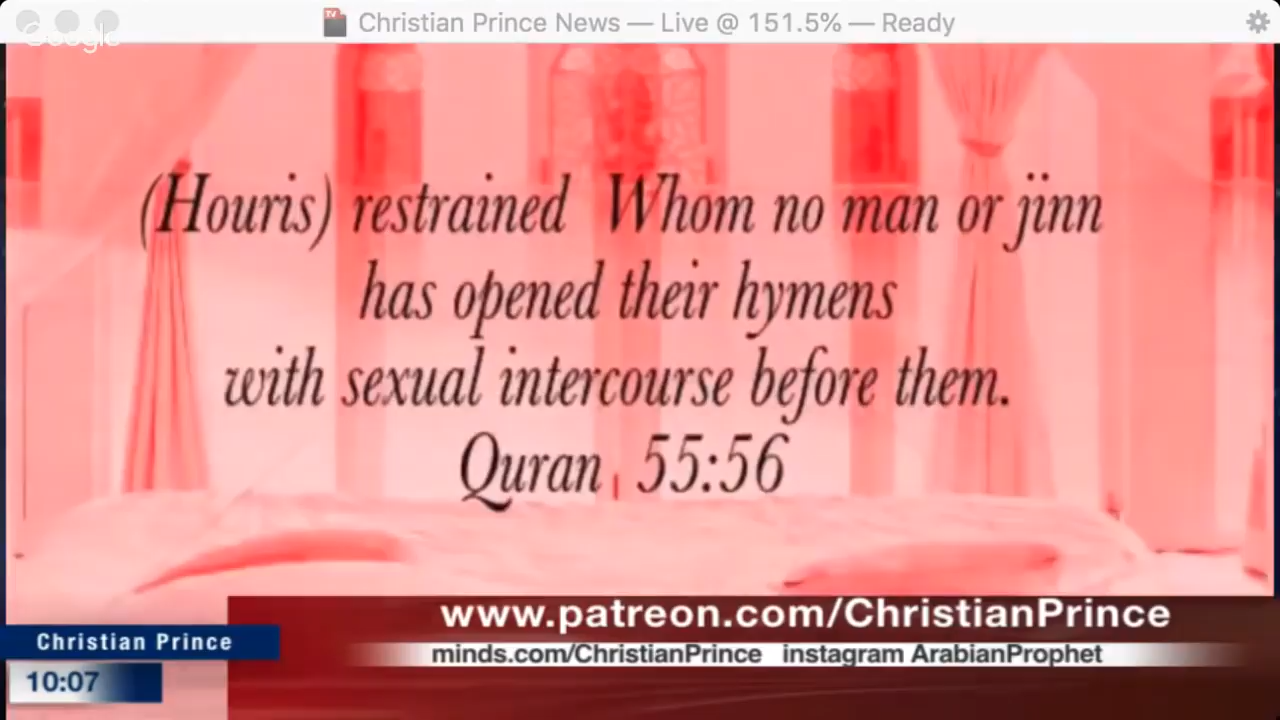 Christian Prince News — Live @ 151.5% — Ready
Google
TV
(Houris) restrained Whom no man or jinn
has opened their hymens
with sexual intercourse before them.
Quran 55:56
www.patreon.com/ChristianPrince
Christian Prince
minds.com/ChristianPrince instagram ArabianProphet
10:07